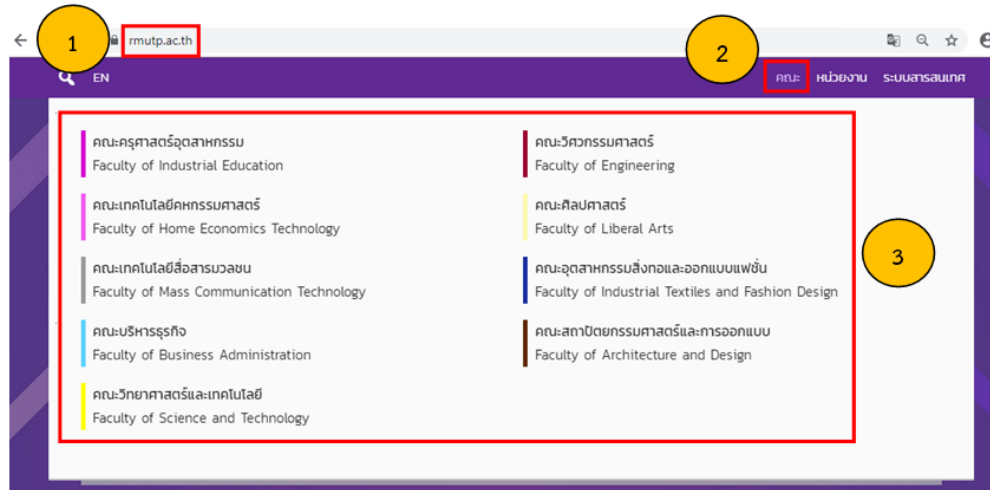 1
rmutp.ac.th
2
EN
คณะ หน่วยงาน ระบบสารสนเทศ
คณะครุศาสตร์อุตสาหกรรม
Faculty of Industrial Education
คณะเทคโนโลยีคหกรรมศาสตร์
Faculty of Home Economics Technology
คณะเทคโนโลยีสื่อสารมวลชน
Faculty of Mass Communication Technology
คณะบริหารธุรกิจ
Faculty of Business Administration
คณะวิทยาศาสตร์และเทคโนโลยี
Faculty of Science and Technology
คณะวิศวกรรมศาสตร์
Faculty of Engineering
คณะศิลปศาสตร์
Faculty of Liberal Arts
คณะอุตสาหกรรมสิ่งทอและออกแบบแฟชั่น
Faculty of Industrial Textiles and Fashion Design
คณะสถาปัตยกรรมศาสตร์และการออกแบบ
Faculty of Architecture and Design
3